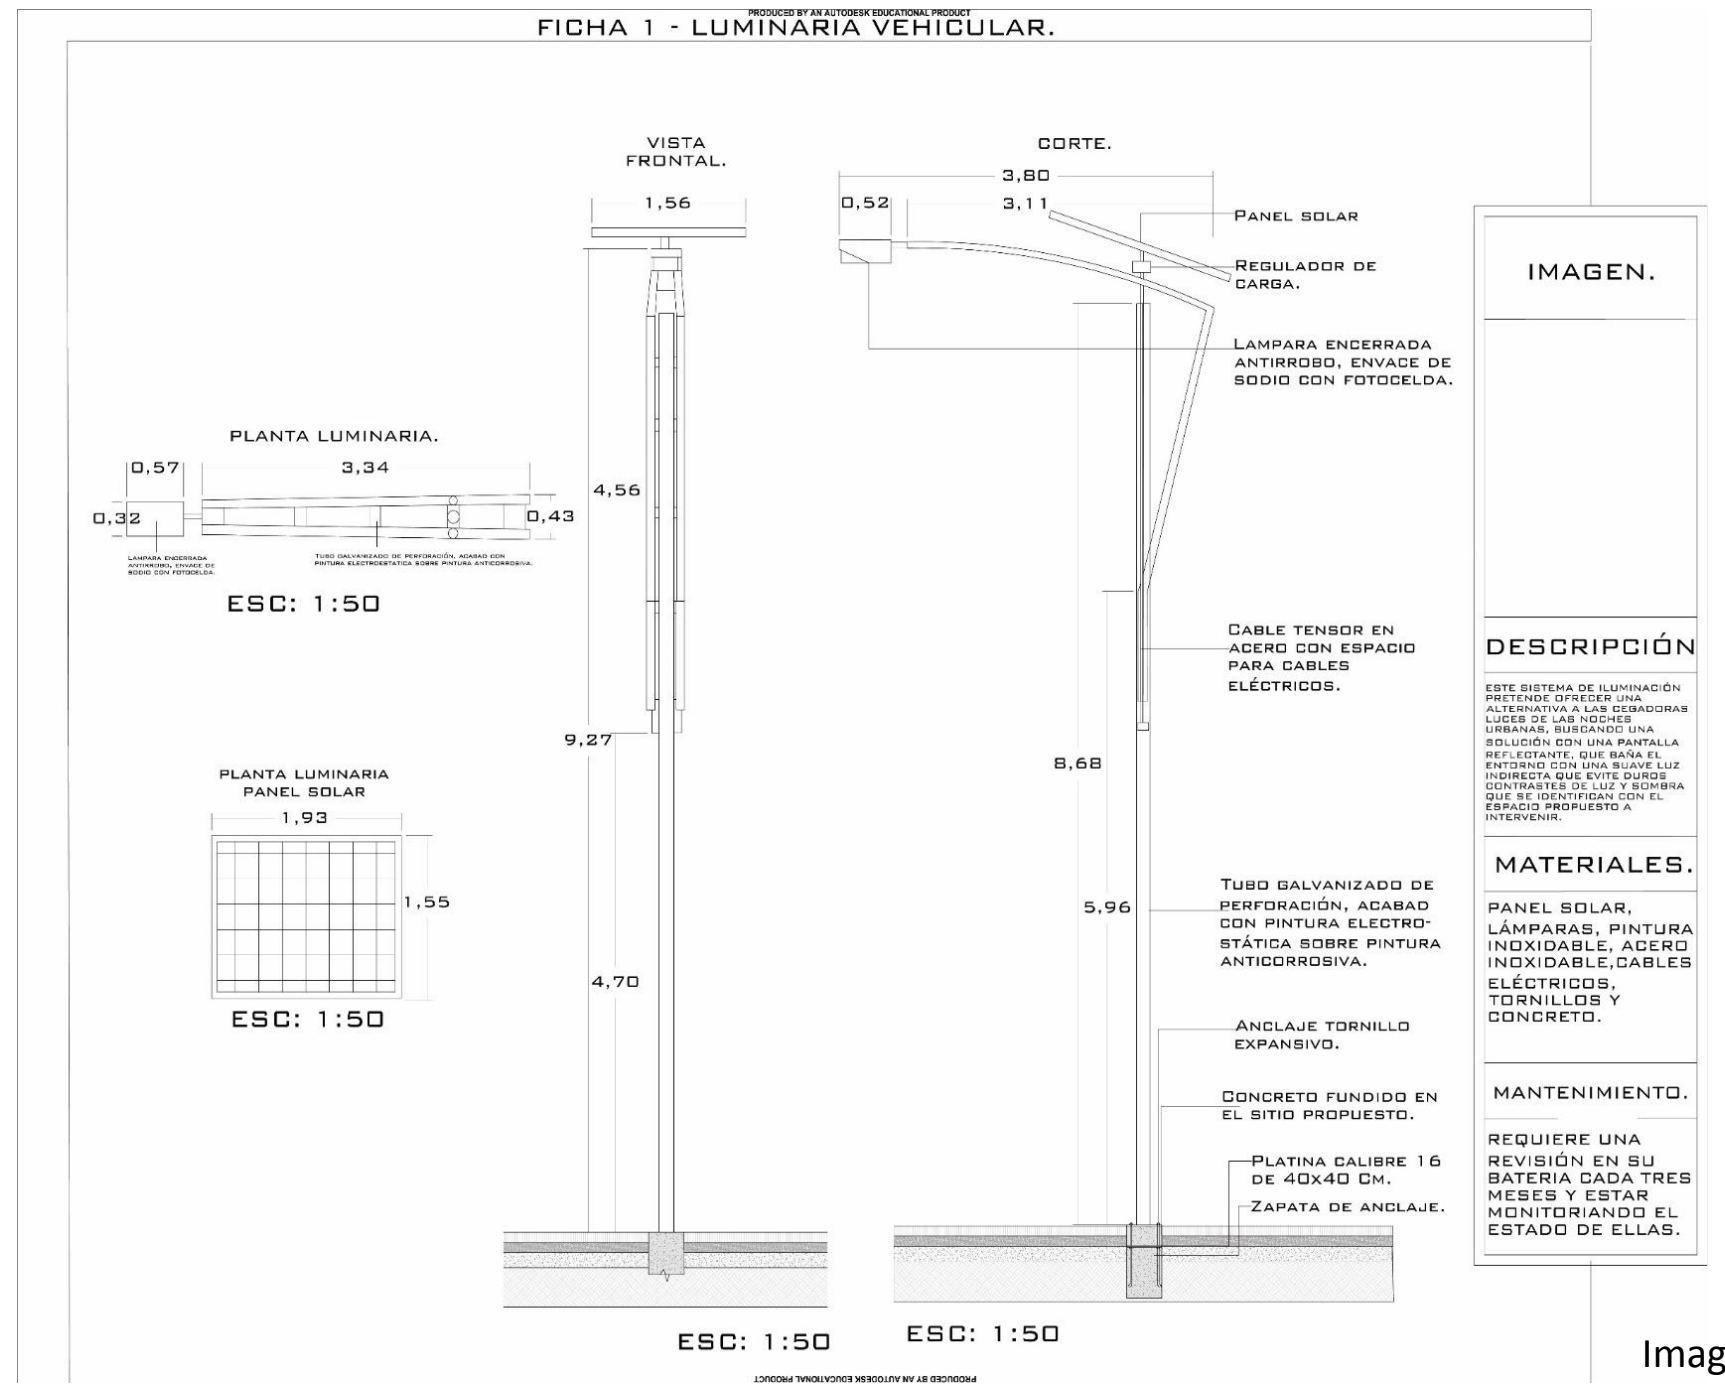 PRODUCED BY AN AUTODESK EDUCATIONAL PRODUCT
FICHA 1 - LUMINARIA VEHICULAR.
VISTA
FRONTAL.
1,56
4,56
9,27
4,70
ESC: 1:50
CORTE.
3,80
0,52
3,11
PANEL SOLAR
REGULADOR DE
CARGA.
LAMPARA ENCERRADA
ANTIRROBO, ENVACE DE
SODIO CON FOTOCELDA.
CABLE TENSOR EN
ACERO CON ESPACIO
PARA CABLES
ELÉCTRICOS.
8,68
5,96
TUBO GALVANIZADO DE
PERFORACIÓN, ACABAD
CON PINTURA ELECTRO-
STÁTICA SOBRE PINTURA
ANTICORROSIVA.
ANCLAJE TORNILLO
EXPANSIVO.
CONCRETO FUNDIDO EN
EL SITIO PROPUESTO.
PLATINA CALIBRE 16
DE 40X40 CM.
ZAPATA DE ANCLAJE.
ESC: 1:50
PLANTA LUMINARIA.
0,57
3,34
0,32
0,43
LAMPARA ENCERRADA
ANTIRROBO, ENVACE DE
SODIO CON FOTOCELDA.
TUBO GALVANIZADO DE PERFORACIÓN, ACABAD CON
PINTURA ELECTROESTATICA SOBRE PINTURA ANTICORROSIVA.
ESC: 1:50
PLANTA LUMINARIA
PANEL SOLAR
1,93
1,55
ESC: 1:50
IMAGEN.
DESCRIPCIÓN
ESTE SISTEMA DE ILUMINACIÓN
PRETENDE OFRECER UNA
ALTERNATIVA A LAS CEGADORAS
LUCES DE LAS NOCHES
URBANAS, BUSCANDO UNA
SOLUCIÓN CON UNA PANTALLA
REFLECTANTE, QUE BAÑA EL
ENTORNO CON UNA SUAVE LUZ
INDIRECTA QUE EVITE DUROS
CONTRASTES DE LUZ Y SOMBRA
QUE SE IDENTIFICAN CON EL
ESPACIO PROPUESTO A
INTERVENIR.
MATERIALES.
PANEL SOLAR,
LÁMPARAS, PINTURA
INOXIDABLE, ACERO
INOXIDABLE,CABLES
ELÉCTRICOS,
TORNILLOS Y
CONCRETO.
MANTENIMIENTO.
REQUIERE UNA
REVISIÓN EN SU
BATERIA CADA TRES
MESES Y ESTAR
MONITORIANDO EL
ESTADO DE ELLAS.
Imag
PRODUCED BY AN AUTODESK EDUCATIONAL PRODUCT